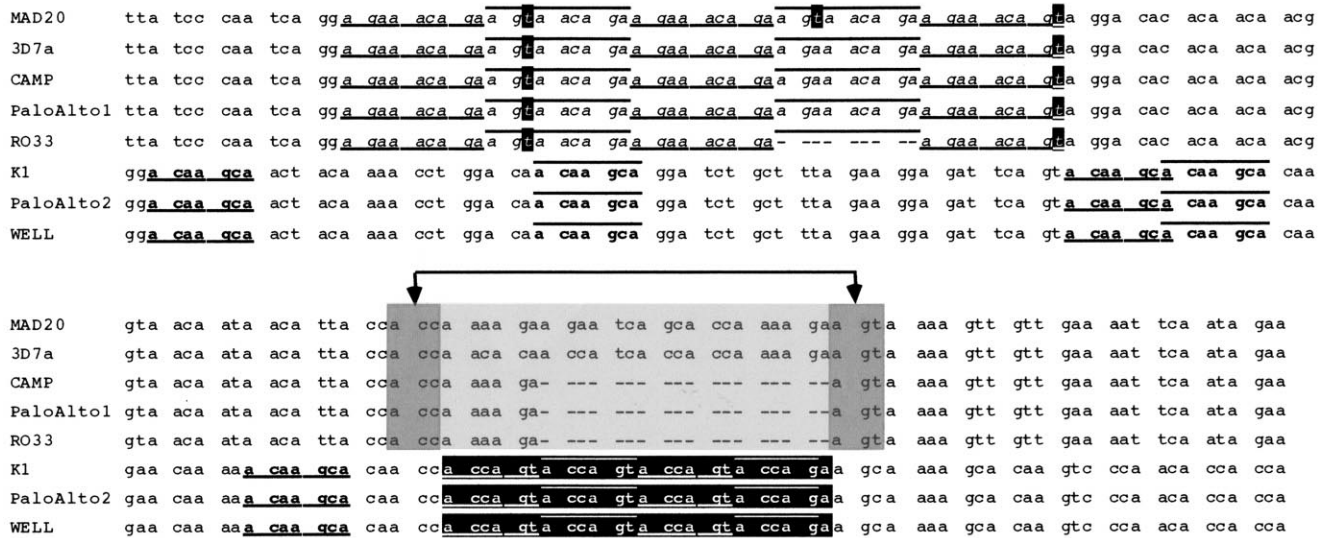 MAD20 tta tcc caa tca gga gaa aca gaa gta aca gaa gaa aca gaa gta aca gaa gaa aca gta gga cac aca aca acg
3D7a tta tcc caa tca gga gaa aca gaa gta aca gaa gaa aca gaa gaa aca gaa gaa aca gta gga cac aca aca acg
CAMP tta tcc caa tca gga gaa aca gaa gta aca gaa gaa aca gaa gaa aca gaa gaa aca gta gga cac aca aca acg
PaloAlto1 tta tcc caa tca gga gaa aca gaa gta aca gaa gaa aca gaa gaa aca gaa gaa aca gta gga cac aca aca acg
RO33 tta tcc caa tca gga gaa aca gaa gta aca gaa gaa aca ga- --- --- --a gaa aca gta gga cac aca aca acg
K1 gga caa gca act aca aaa cct gga caa caa gca gga tct gct tta gaa gga gat tca gta caa gca caa gca caa
PaloAlto2 gga caa gca act aca aaa cct gga caa caa gca gga tct gct tta gaa gga gat tca gta caa gca caa gca caa
WELL gga caa gca act aca aaa cct gga caa caa gca gga tct gct tta gaa gga gat tca gta caa gca caa gca caa
MAD20 gta aca ata aca tta cca cca aaa gaa gaa tca gca cca aaa gaa gta aaa gtt gtt gaa aat tca ata gaa
3D7a gta aca ata aca tta cca cca aca caa cca tca cca cca aaa gaa gta aaa gtt gtt gaa aat tca ata gaa
CAMP gta aca ata aca tta cca cca aaa ga- --- --- --- --- --- --a gta aaa gtt gtt gaa aat tca ata gaa
PaloAlto1 gta aca ata aca tta cca cca aaa ga- --- --- --- --- --- --a gta aaa gtt gtt gaa aat tca ata gaa
RO33 gta aca ata aca tta cca cca aaa ga- --- --- --- --- --- --a gta aaa gtt gtt gaa aat tca ata gaa
K1 gaa caa aaa caa gca caa cca cca gta cca gta cca gta cca gaa gca aaa gca caa gtc cca aca cca cca
PaloAlto2 gaa caa aaa caa gca caa cca cca gta cca gta cca gta cca gaa gca aaa gca caa gtc cca aca cca cca
WELL gaa caa aaa caa gca caa cca cca gta cca gta cca gta cca gaa gca aaa gca caa gtc cca aca cca cca